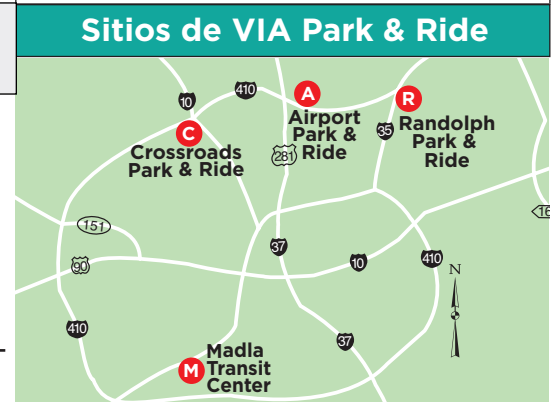 Sitios de VIA Park & Ride
410
10
A
R
Airport
Park &
Ride
C
Crossroads
Park & Ride
35
Randolph
Park &
Ride
281
151
37
90
10
410
N
410
37
M
Madla
Transit
Center